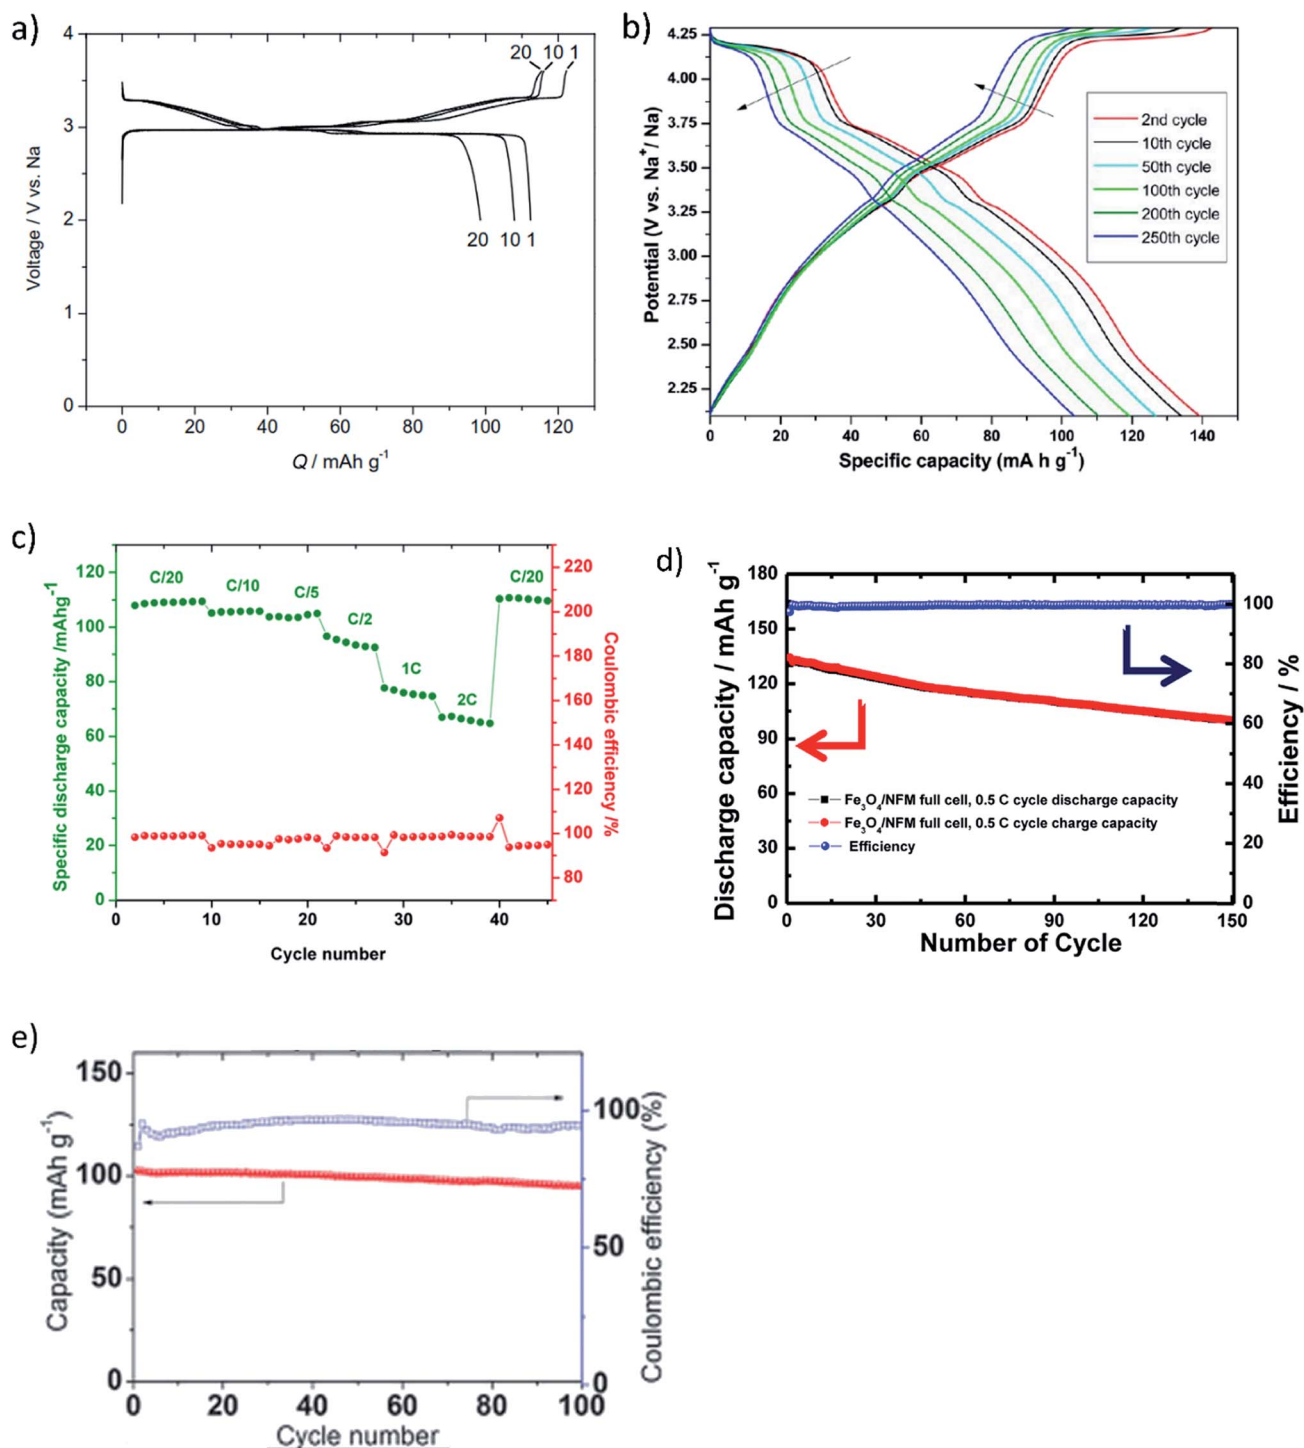 a)
4
3
2
1
0
Voltage / V vs. Na
20 10 1
20 10 1
0 20 40 60 80 100 120
Q / mAh g⁻¹
b)
4.25
4.00
3.75
3.50
3.25
3.00
2.75
2.50
2.25
Potential (V vs. Na⁺/ Na)
2nd cycle
10th cycle
50th cycle
100th cycle
200th cycle
250th cycle
0 20 40 60 80 100 120 140
Specific capacity (mA h g⁻¹)
c)
120
100
80
60
40
20
0
Specific discharge capacity /mAhg⁻¹
C/20
C/10
C/5
C/2
1C
2C
C/20
220
200
180
160
150
140
120
100
80
Coulombic efficiency /%
0 10 20 30 40
Cycle number
d)
180
150
120
90
60
30
0
Discharge capacity / mAh g⁻¹
Fe₃O₄/NFM full cell, 0.5 C cycle discharge capacity
Fe₃O₄/NFM full cell, 0.5 C cycle charge capacity
Efficiency
100
80
60
40
20
0
Efficiency / %
0 30 60 90 120 150
Number of Cycle
e)
150
100
50
0
Capacity (mAh g⁻¹)
100
50
0
Coulombic efficiency (%)
0 20 40 60 80 100
Cycle number